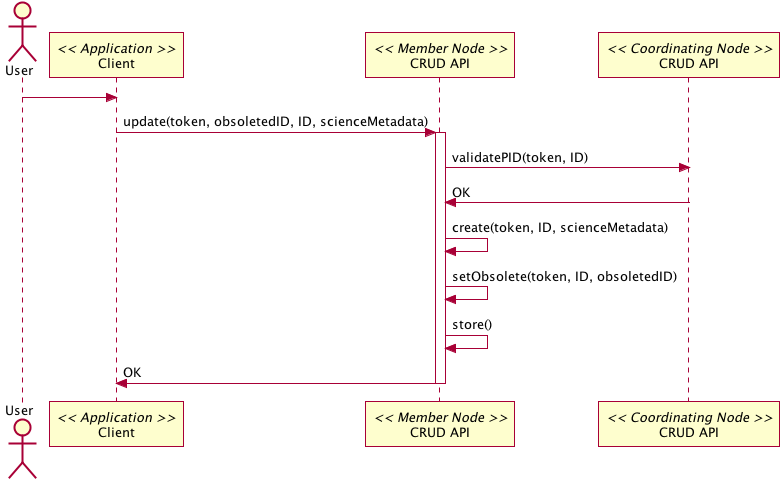 User
<< Application >>
Client
<< Member Node >>
CRUD API
<< Coordinating Node >>
CRUD API
update(token, obsoletedID, ID, scienceMetadata)
validatePID(token, ID)
OK
create(token, ID, scienceMetadata)
setObsolete(token, ID, obsoletedID)
store()
OK
User
<< Application >>
Client
<< Member Node >>
CRUD API
<< Coordinating Node >>
CRUD API